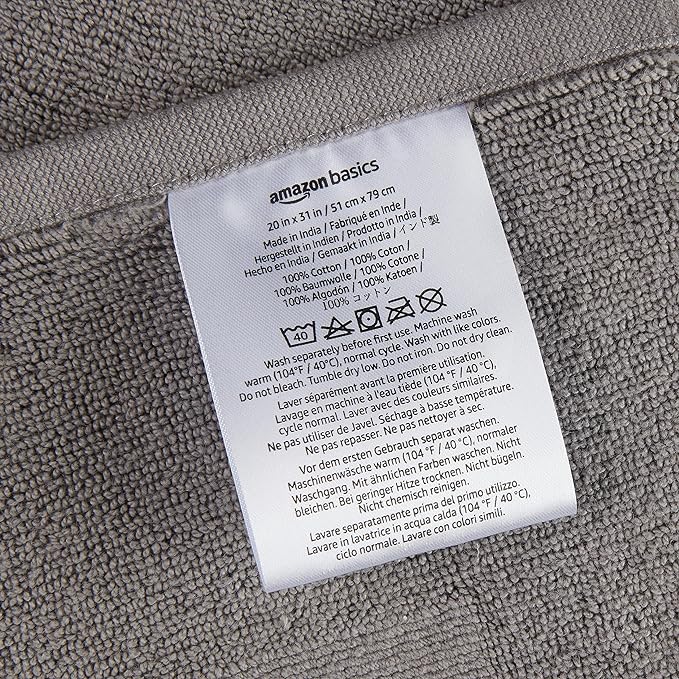 amazon basics
20 in x 31 in / 51 cm x 79 cm
Made in India / Fabriqué en Inde /
Hergestellt in Indien / Prodotto in India /
Hecho en India / Gemaakt in India / インド製
100% Cotton / 100% Coton /
100% Baumwolle / 100% Cotone /
100% Algodón / 100% Katoen /
100% コットン
40
Wash separately before first use. Machine wash
warm (104°F / 40°C), normal cycle. Wash with like colors.
Do not bleach. Tumble dry low. Do not iron. Do not dry clean.
Laver séparément avant la première utilisation.
Lavage en machine à l'eau tiède (104 °F / 40 °C),
cycle normal. Laver avec des couleurs similaires.
Ne pas utiliser de Javel. Séchage à basse température.
Ne pas repasser. Ne pas nettoyer à sec.
Vor dem ersten Gebrauch separat waschen.
Maschinenwäsche warm (104 °F / 40 °C), normaler
Waschgang. Mit ähnlichen Farben waschen. Nicht
bleichen. Bei geringer Hitze trocknen. Nicht bügeln.
Nicht chemisch reinigen.
Lavare separatamente prima del primo utilizzo.
Lavare in lavatrice in acqua calda (104 °F / 40 °C),
ciclo normale. Lavare con colori simili.